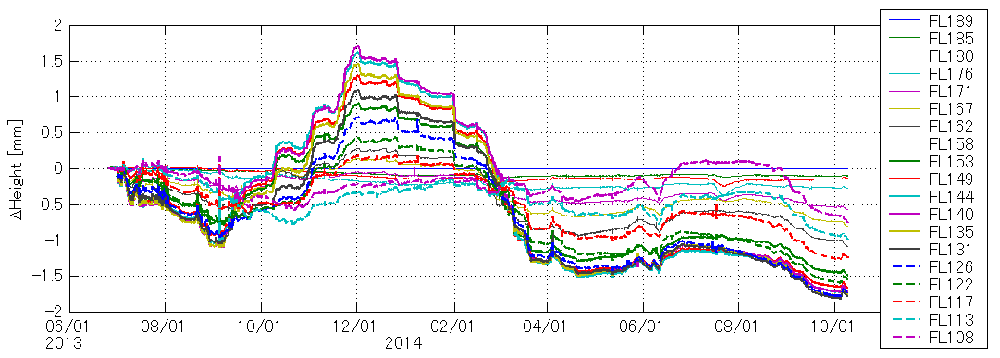 2
1.5
1
0.5
0
-0.5
-1
-1.5
-2
ΔHeight [mm]
06/01 08/01 10/01 12/01 02/01 04/01 06/01 08/01 10/01
2013 2014
FL189
FL185
FL180
FL176
FL171
FL167
FL162
FL158
FL153
FL149
FL144
FL140
FL135
FL131
FL126
FL122
FL117
FL113
FL108